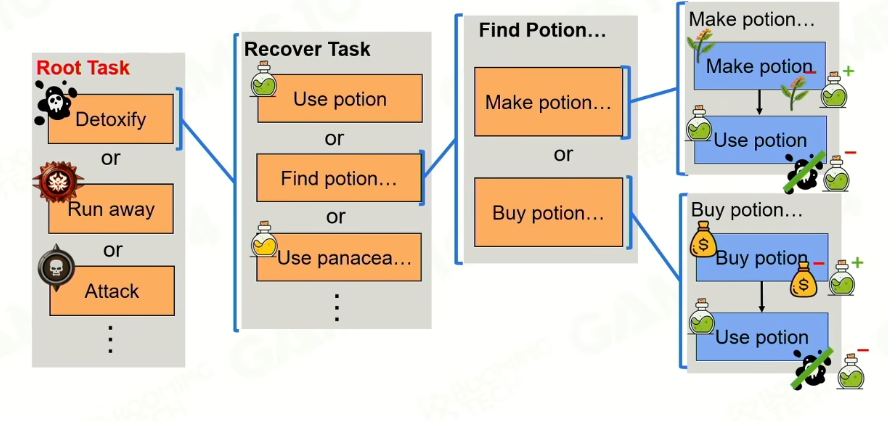 Root Task
Detoxify
or
Run away
or
Attack
Recover Task
Use potion
or
Find potion…
or
Use panacea…
Find Potion…
Make potion…
or
Buy potion…
Make potion…
Make potion
Use potion
Buy potion…
Buy potion
Use potion